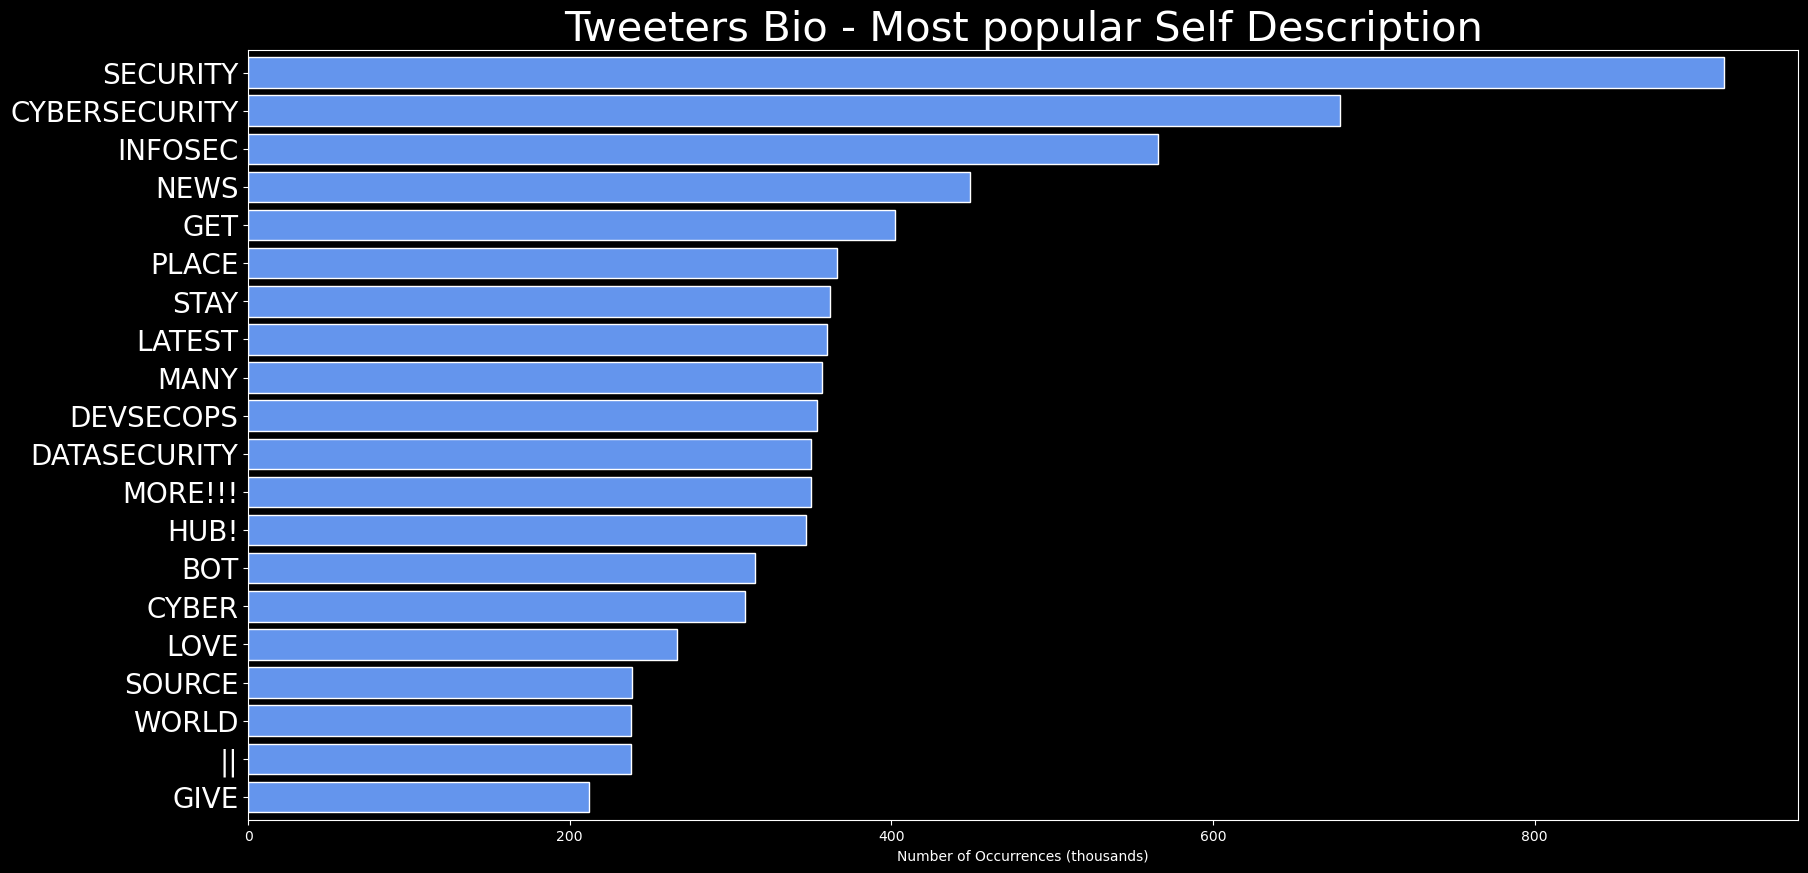 Tweeters Bio - Most popular Self Description
SECURITY
CYBERSECURITY
INFOSEC
NEWS
GET
PLACE
STAY
LATEST
MANY
DEVSECOPS
DATASECURITY
MORE!!!
HUB!
BOT
CYBER
LOVE
SOURCE
WORLD
||
GIVE
0 200 400 600 800
Number of Occurrences (thousands)